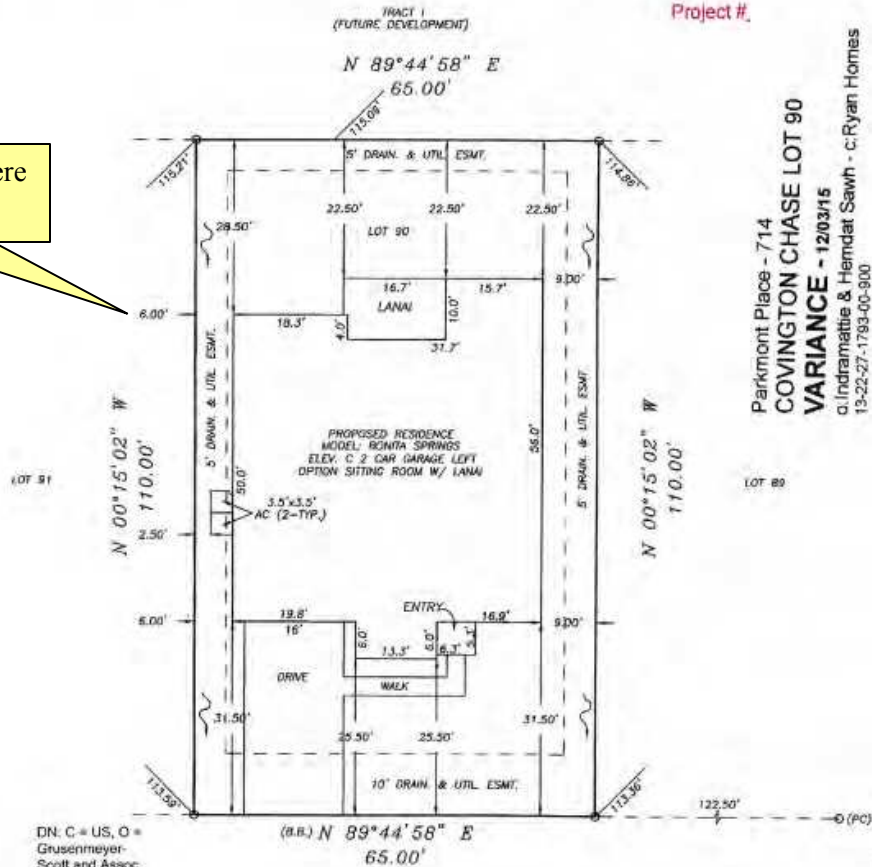 TRACT I
(FUTURE DEVELOPMENT)
Project #
N 89°44'58" E
65.00'
115.09'
115.21'
114.86'
ere
5' DRAIN. & UTIL ESMT.
28.50'
22.50'
22.50'
22.50'
LOT 90
16.7'
15.7'
9.00'
LANAI
10.0'
6.00'
18.3'
4.0'
31.7'
5' DRAIN. & UTIL ESMT.
5' DRAIN. & UTIL ESMT.
N 00°15'02" W
110.00'
N 00°15'02" W
110.00'
PROPOSED RESIDENCE
MODEL: BONITA SPRINGS
ELEV. C 2 CAR GARAGE LEFT
OPTION SITTING ROOM W/ LANAI
56.0'
50.0'
LOT 91
LOT 89
3.5'x3.5'
AC (2-TYP.)
2.50'
6.00'
19.8'
16'
ENTRY
16.9'
9.00'
6.0'
6.0'
5.3'
6.3'
13.3'
DRIVE
WALK
31.50'
25.50'
25.50'
31.50'
10' DRAIN. & UTIL ESMT.
113.59'
113.36'
122.50'
(PC)
(B.B.) N 89°44'58" E
65.00'
DN: C = US, O =
Grusenmeyer-
Scott and Assoc
Parkmont Place - 714
COVINGTON CHASE LOT 90
VARIANCE - 12/03/15
o:Indramattie & Hemdat Sawh - c:Ryan Homes
13-22-27-1793-00-900